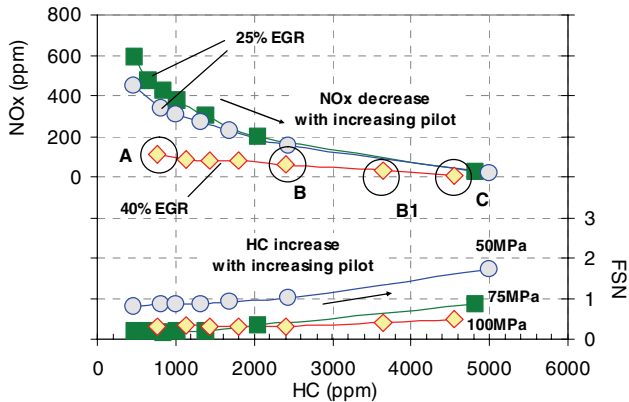 800
600
400
200
0
NOx (ppm)
25% EGR
NOx decrease
with increasing pilot
A
B
B1
C
40% EGR
HC increase
with increasing pilot
50MPa
75MPa
100MPa
3
2
1
0
FSN
0 1000 2000 3000 4000 5000 6000
HC (ppm)